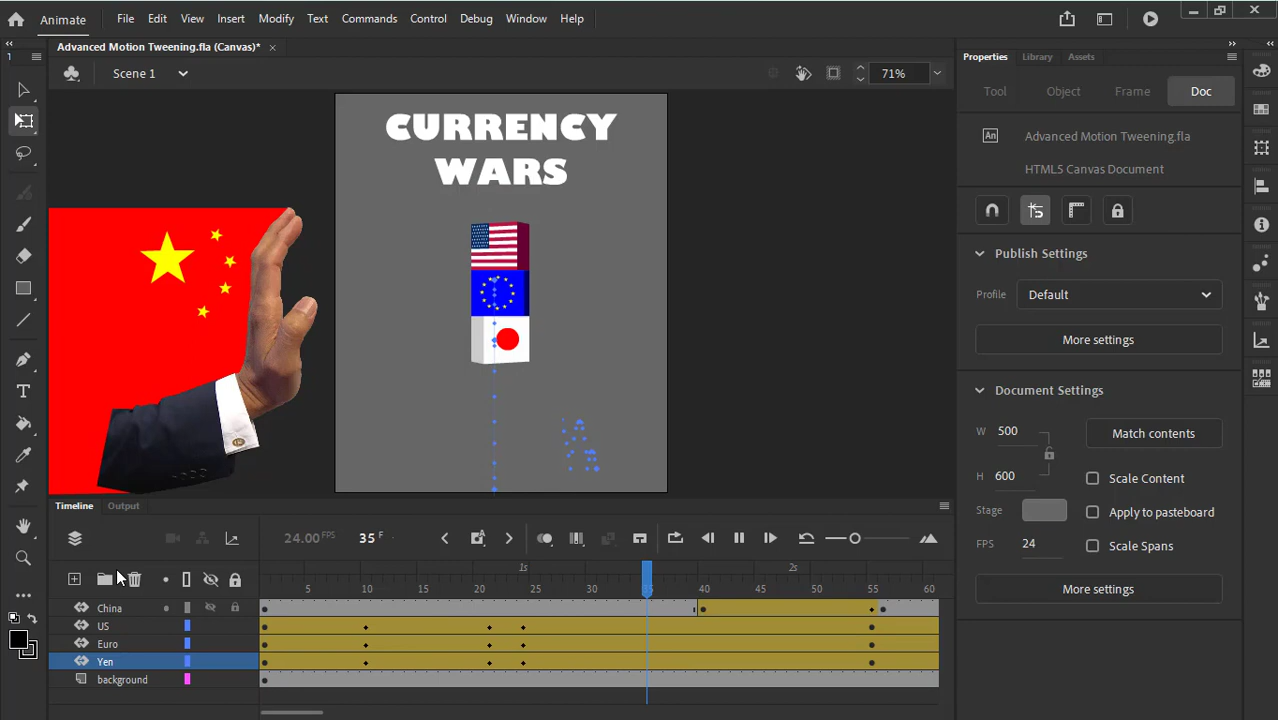 Animate File Edit View Insert Modify Text Commands Control Debug Window Help
Advanced Motion Tweening.fla (Canvas)* ×
Scene 1 71%
CURRENCY
WARS
Properties Library Assets
Tool Object Frame Doc
An Advanced Motion Tweening.fla
HTML5 Canvas Document
Publish Settings
Profile Default
More settings
Document Settings
W 500 Match contents
H 600 Scale Content
Stage Apply to pasteboard
FPS 24 Scale Spans
More settings
Timeline Output
24.00 FPS 35 F
1s 2s
5 10 15 20 25 30 35 40 45 50 55 60
China
US
Euro
Yen
background